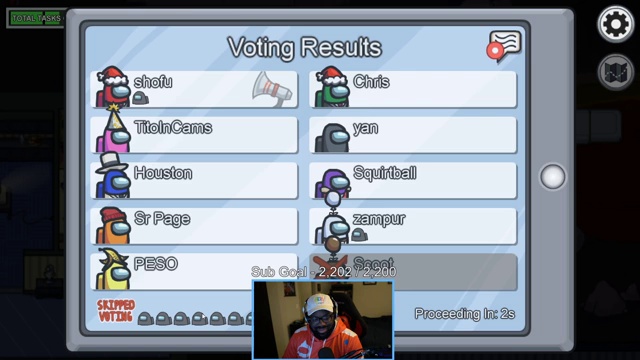 TOTAL TASKS
Voting Results
shofu
Chris
TitoInCams
yan
Houston
Squirtball
Sr Page
zampur
PESO
Scoot
Sub Goal - 2,202 / 2,200
SKIPPED
VOTING
Proceeding In: 2s